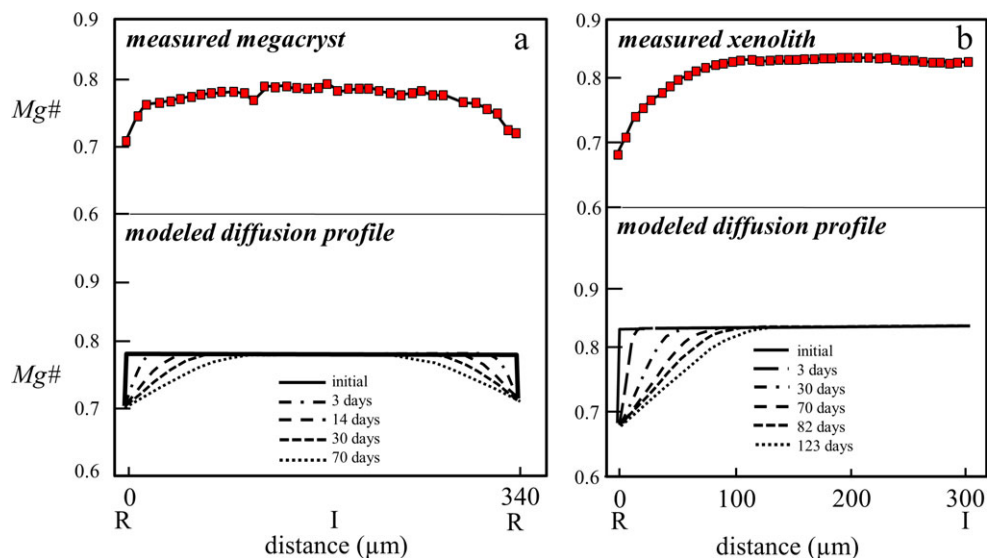 measured megacryst a
0.9
0.8
Mg#
0.7
0.6
modeled diffusion profile
0.9
0.8
Mg#
0.7
0.6
initial
3 days
14 days
30 days
70 days
0 340
R I R
distance (µm)
measured xenolith b
0.9
0.8
0.7
0.6
modeled diffusion profile
0.9
0.8
0.7
0.6
initial
3 days
30 days
70 days
82 days
123 days
0 100 200 300
R I
distance (µm)